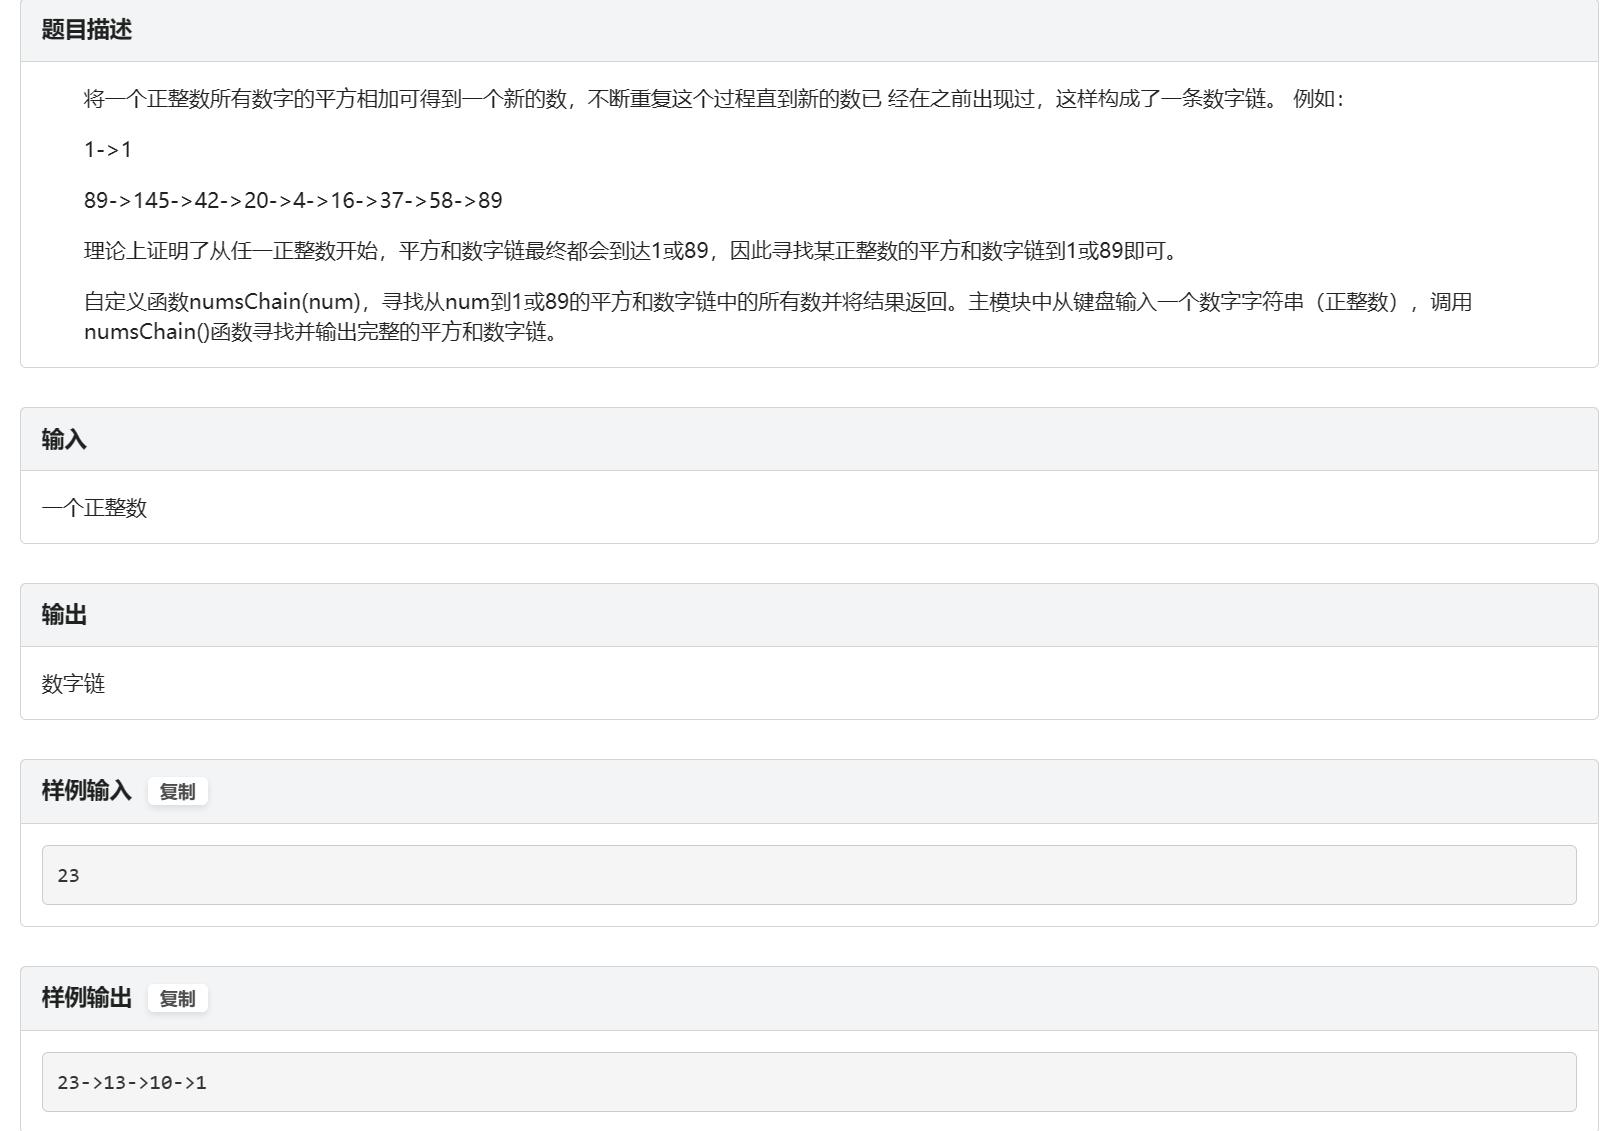 题目描述
将一个正整数所有数字的平方相加可得到一个新的数，不断重复这个过程直到新的数已 经在之前出现过，这样构成了一条数字链。 例如：
1->1
89->145->42->20->4->16->37->58->89
理论上证明了从任一正整数开始，平方和数字链最终都会到达1或89，因此寻找某正整数的平方和数字链到1或89即可。
自定义函数numsChain(num)，寻找从num到1或89的平方和数字链中的所有数并将结果返回。主模块中从键盘输入一个数字字符串（正整数），调用
numsChain()函数寻找并输出完整的平方和数字链。
输入
一个正整数
输出
数字链
样例输入 复制
23
样例输出 复制
23->13->10->1